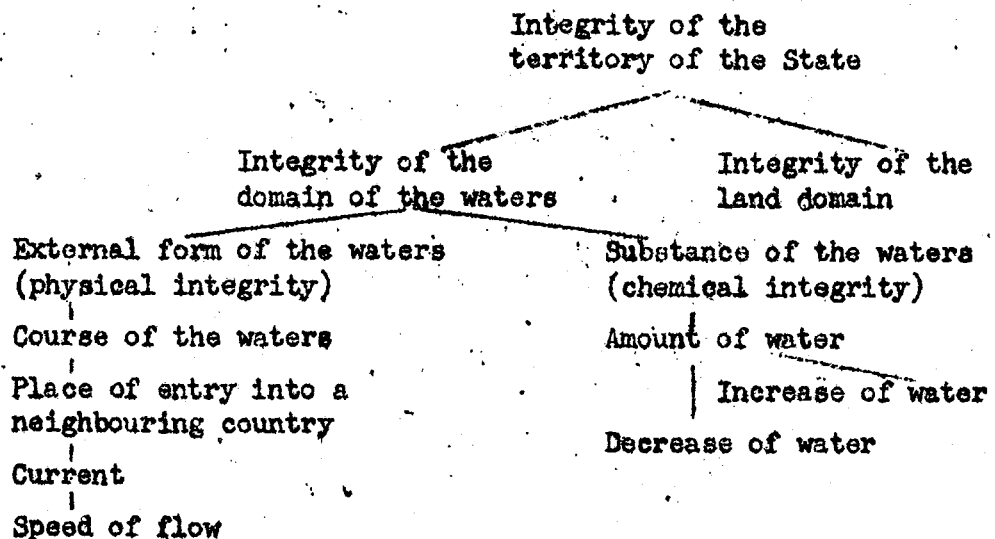 Integrity of the
territory of the State
Integrity of the
domain of the waters
Integrity of the
land domain
External form of the waters
(physical integrity)
Course of the waters
Place of entry into a
neighbouring country
Current
Speed of flow
Substance of the waters
(chemical integrity)
Amount of water
Increase of water
Decrease of water